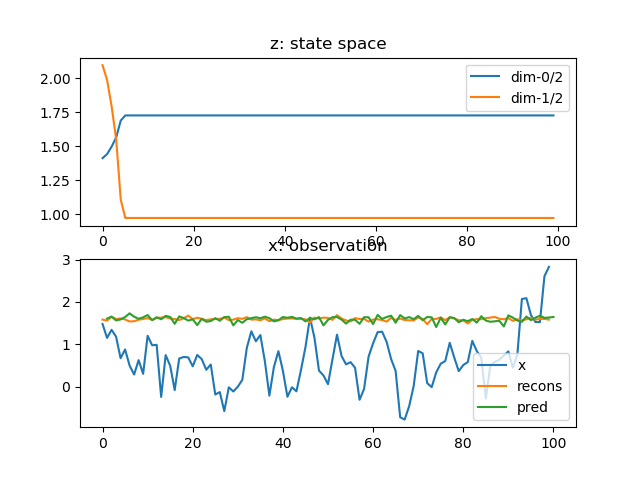 z: state space
2.00
1.75
1.50
1.25
1.00
dim-0/2
dim-1/2
0 20 40 60 80 100
x: observation
3
2
1
0
x
recons
pred
0 20 40 60 80 100